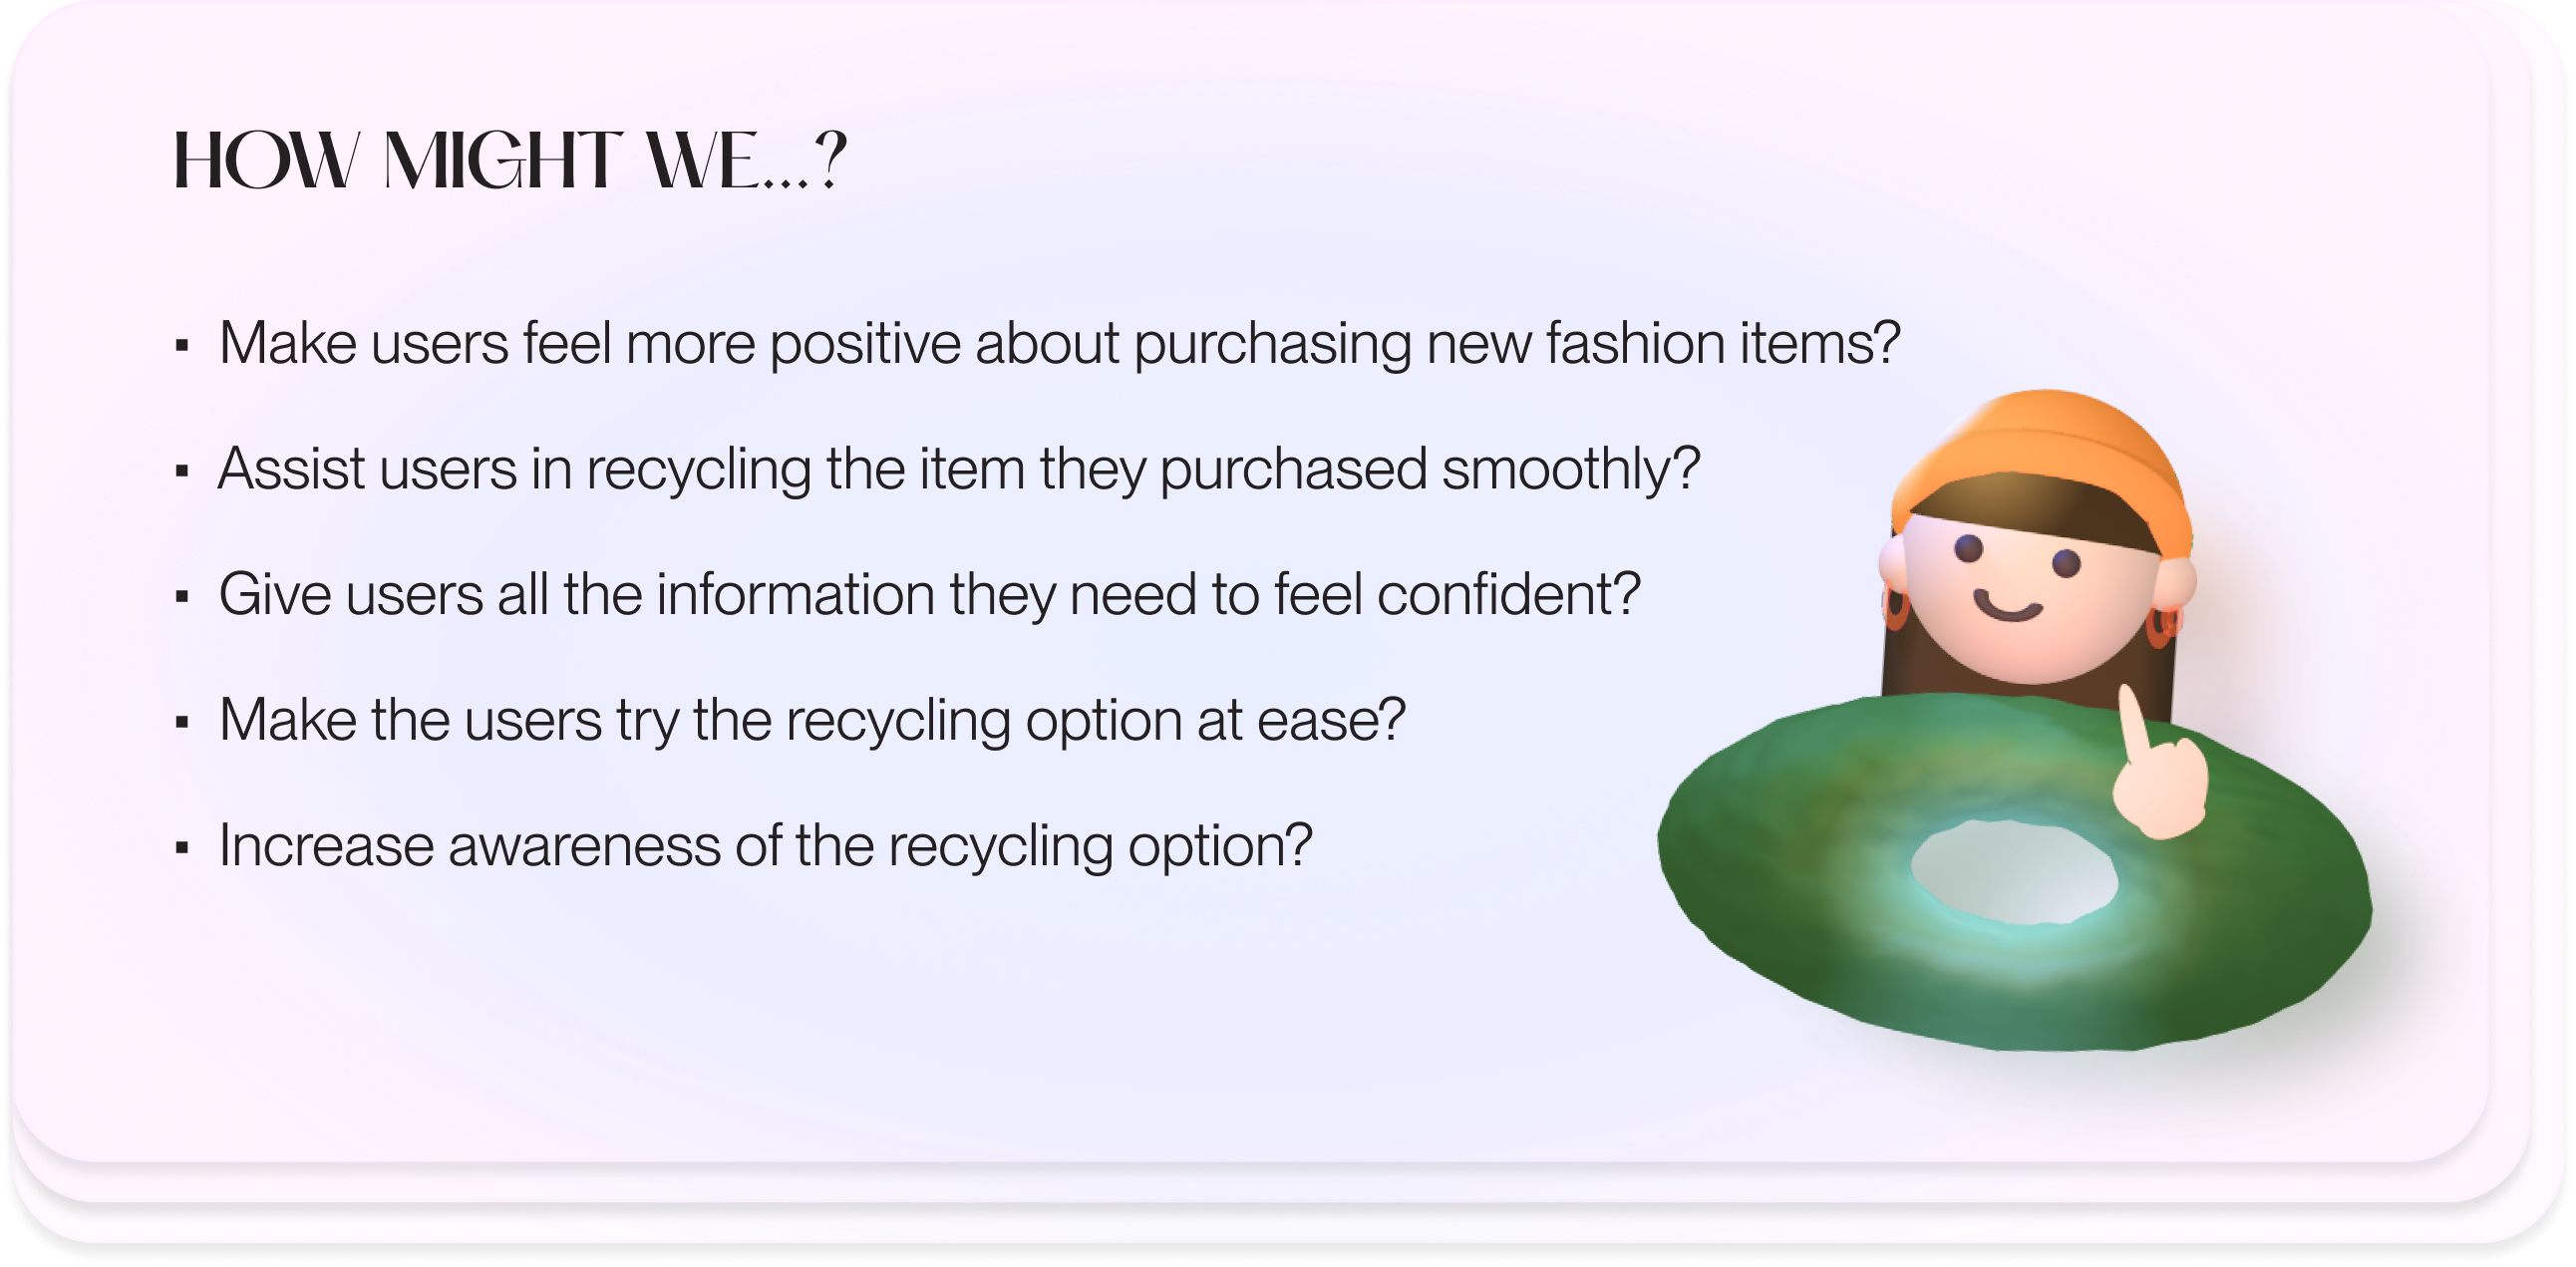 HOW MIGHT WE...?
▪ Make users feel more positive about purchasing new fashion items?
▪ Assist users in recycling the item they purchased smoothly?
▪ Give users all the information they need to feel confident?
▪ Make the users try the recycling option at ease?
▪ Increase awareness of the recycling option?